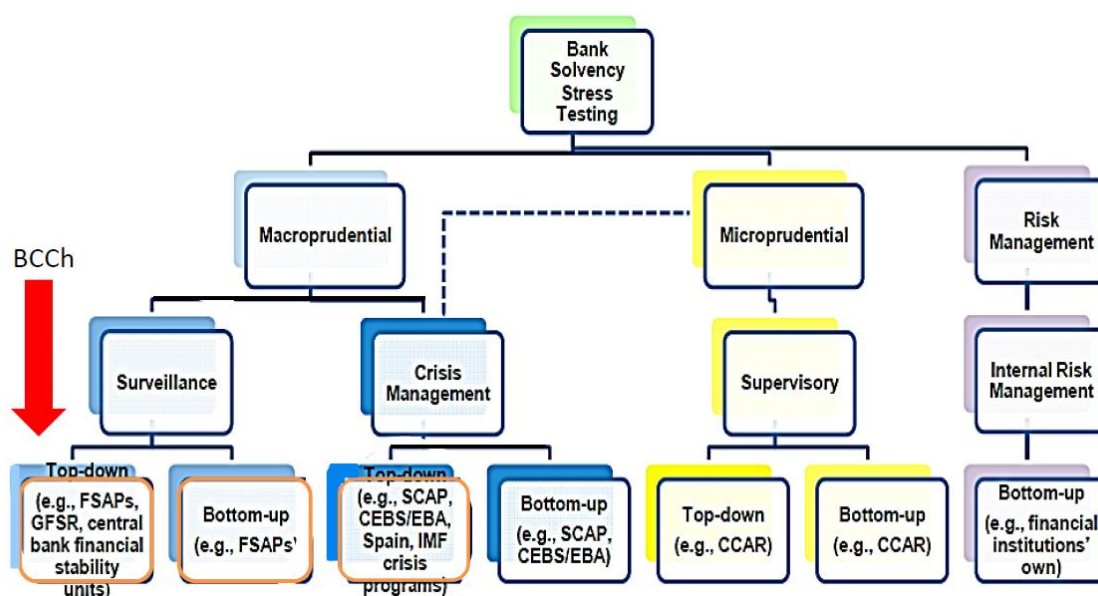 Bank
Solvency
Stress
Testing
Macroprudential
Microprudential
Risk
Management
BCCh
Surveillance
Crisis
Management
Supervisory
Internal Risk
Management
Top-down
(e.g., FSAPs,
GFSR, central
bank financial
stability
units)
Bottom-up
(e.g., FSAPs'
Top-down
(e.g., SCAP,
CEBS/EBA,
Spain, IMF
crisis
programs)
Bottom-up
(e.g., SCAP,
CEBS/EBA)
Top-down
(e.g., CCAR)
Bottom-up
(e.g., CCAR)
Bottom-up
(e.g., financial
institutions'
own)